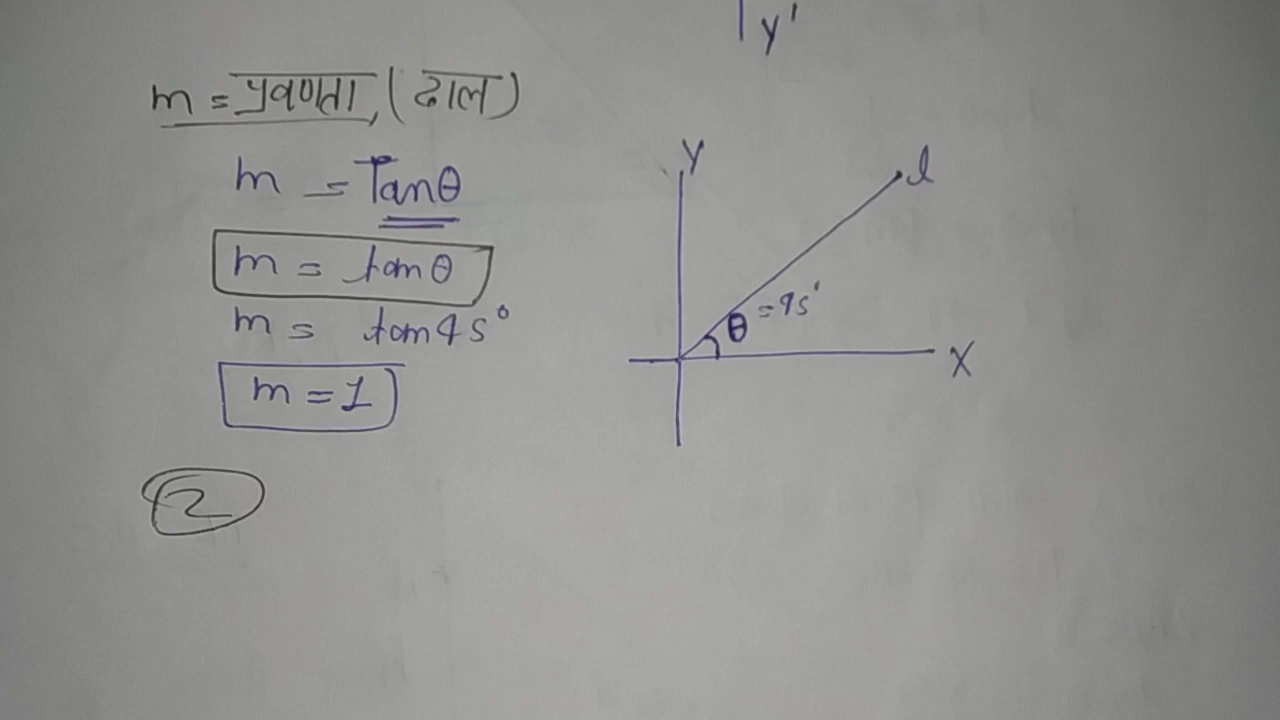 y'
m = प्रवणता, (ढाल)
m = Tanθ
m = tanθ
m = tan45°
m = 1
Y
l
θ = 45°
X
2